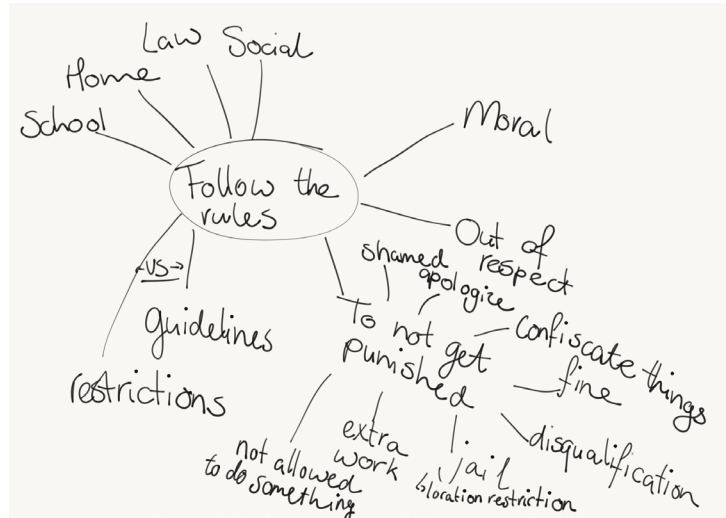 Law Social
Home
School
Moral
Follow the
rules
Out of
respect
shamed
apologize
←vs→
guidelines
restrictions
To not get
punished
confiscate things
fine
disqualification
jail
↳location restriction
extra
work
not allowed
to do something